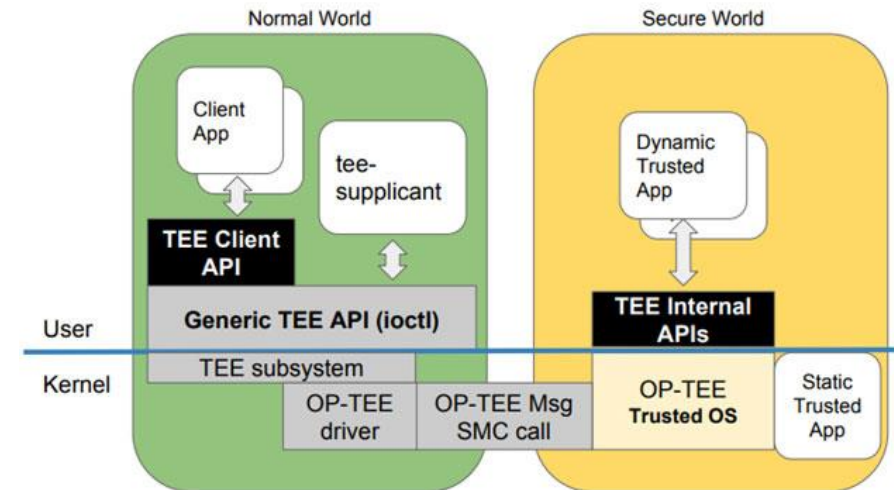 Normal World
Secure World
Client
App
tee-
supplicant
Dynamic
Trusted
App
TEE Client
API
Generic TEE API (ioctl)
TEE Internal
APIs
User
Kernel
TEE subsystem
OP-TEE
driver
OP-TEE Msg
SMC call
OP-TEE
Trusted OS
Static
Trusted
App